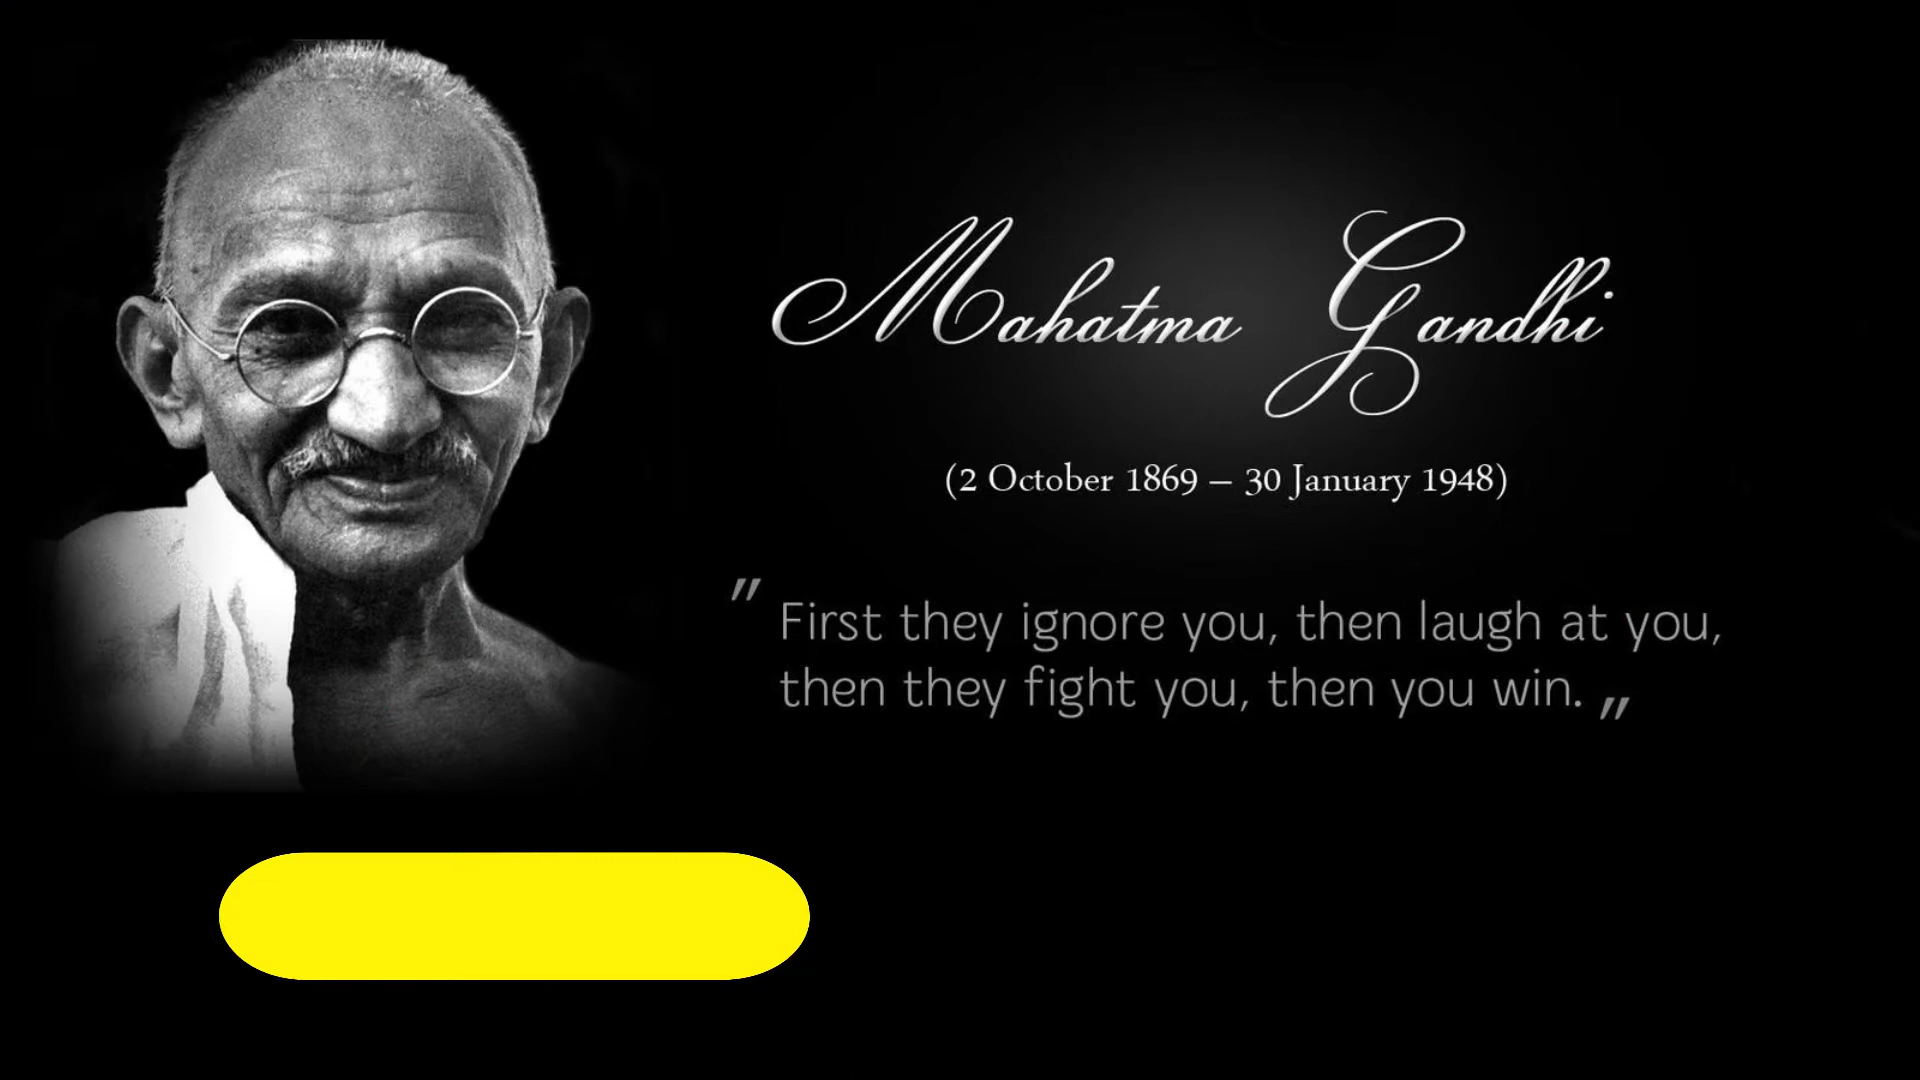 Mahatma Gandhi
(2 October 1869 – 30 January 1948)
"First they ignore you, then laugh at you,
then they fight you, then you win."